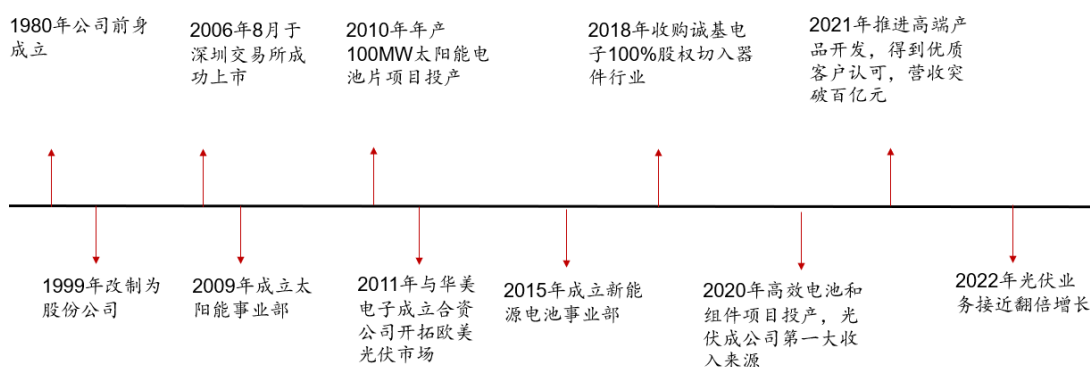 1980年公司前身
成立
2006年8月于
深圳交易所成
功上市
2010年年产
100MW太阳能电
池片项目投产
2018年收购诚基电
子100%股权切入器
件行业
2021年推进高端产
品开发，得到优质
客户认可，营收突
破百亿元
1999年改制为
股份公司
2009年成立太
阳能事业部
2011年与华美
电子成立合资
公司开拓欧美
光伏市场
2015年成立新能
源电池事业部
2020年高效电池和
组件项目投产，光
伏成公司第一大收
入来源
2022年光伏业
务接近翻倍增长